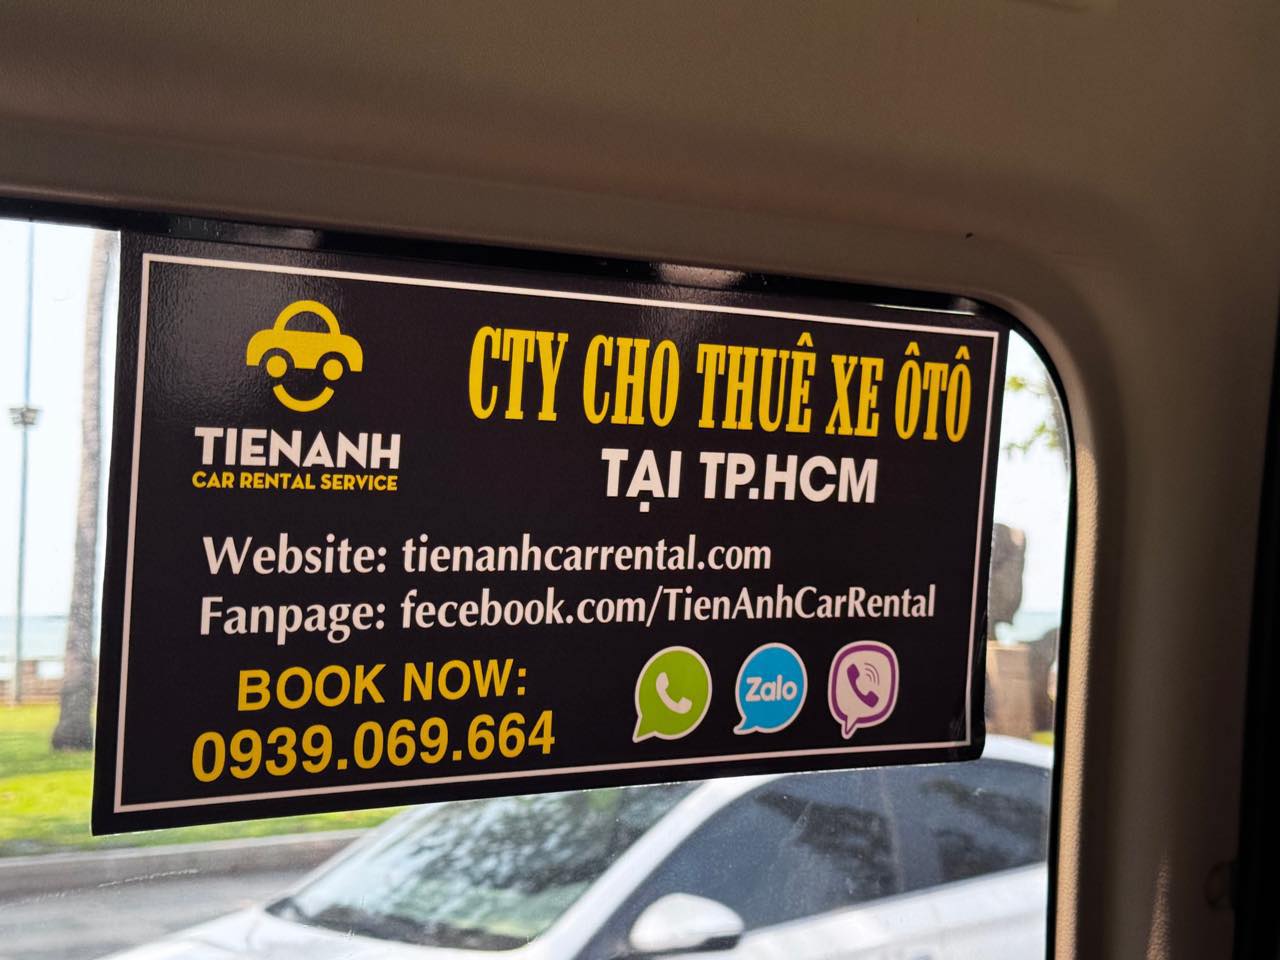 TIENANH
CAR RENTAL SERVICE
CTY CHO THUÊ XE ÔTÔ
TẠI TP.HCM
Website: tienanhcarrental.com
Fanpage: fecebook.com/TienAnhCarRental
BOOK NOW:
0939.069.664
Zalo